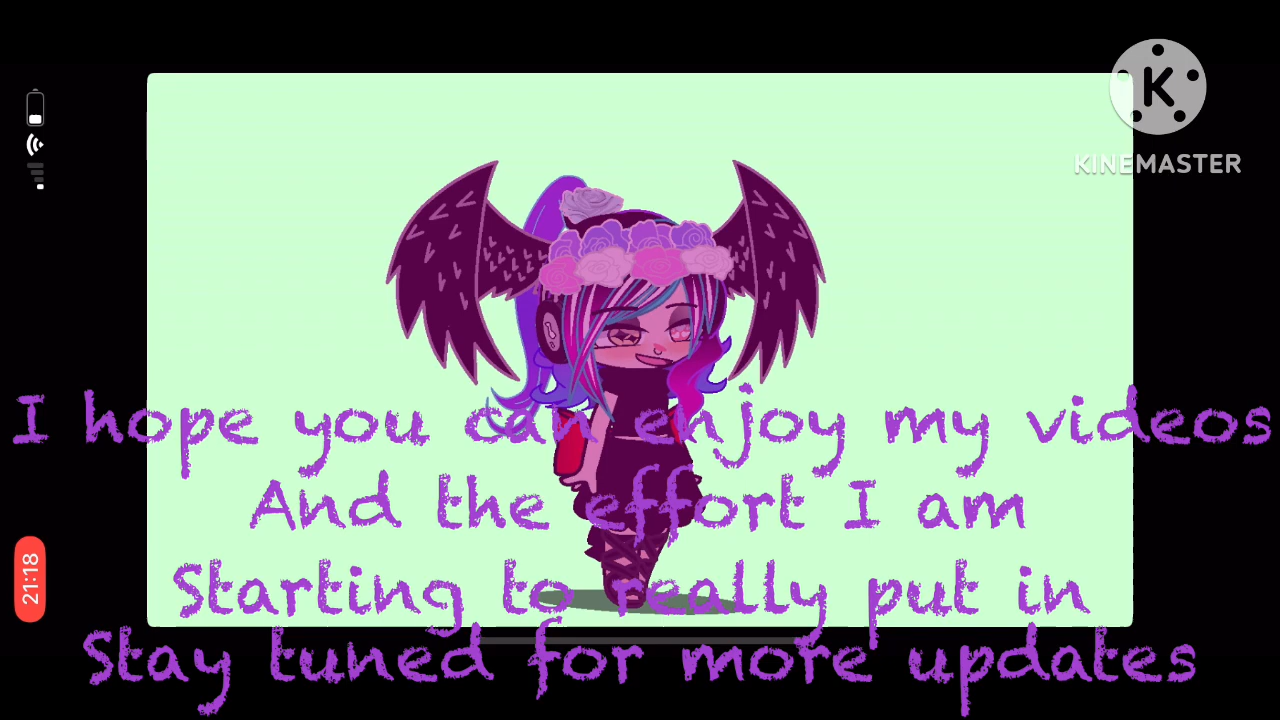 K
KINEMASTER
I hope you can enjoy my videos
And the effort I am
Starting to really put in
Stay tuned for more updates
21:18